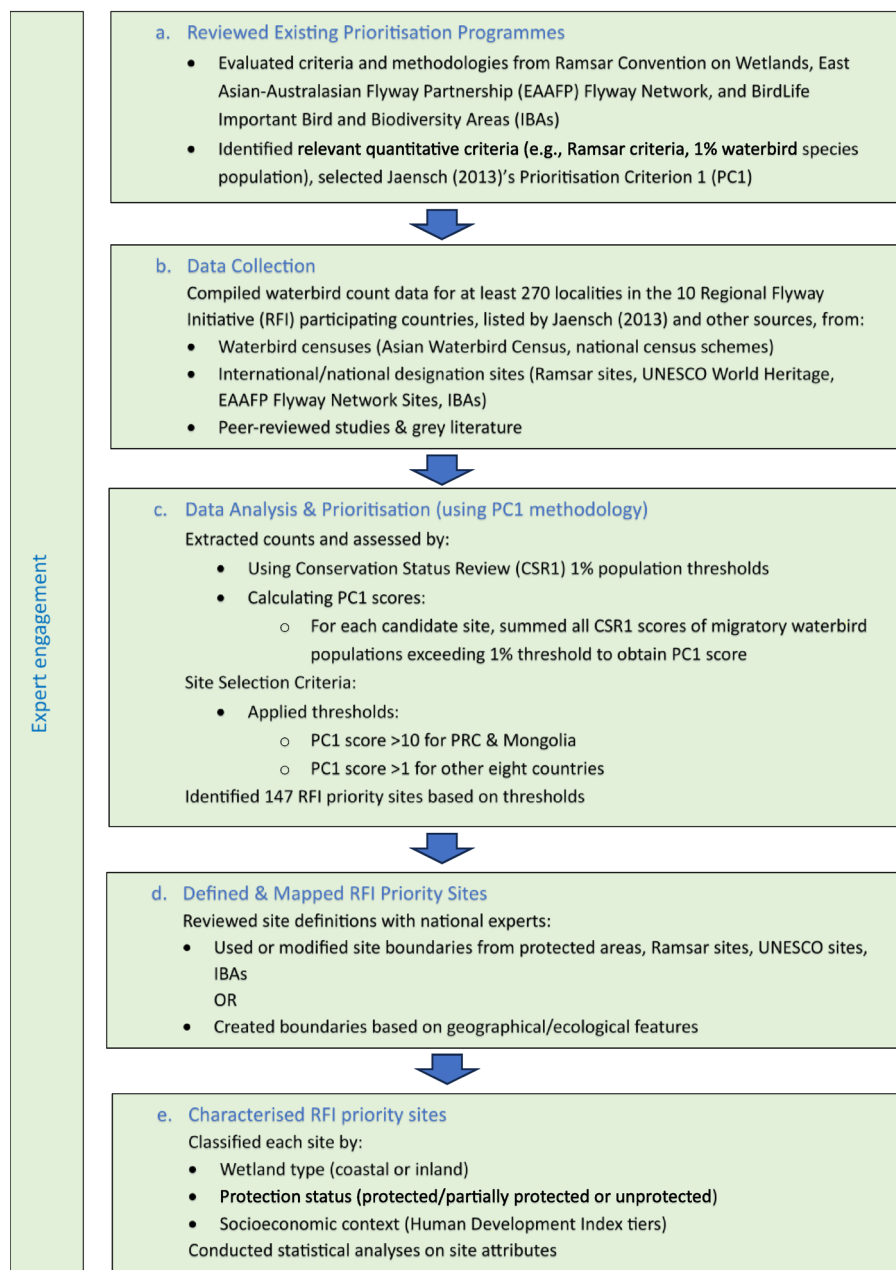 Expert engagement
a. Reviewed Existing Prioritisation Programmes
• Evaluated criteria and methodologies from Ramsar Convention on Wetlands, East
Asian-Australasian Flyway Partnership (EAAFP) Flyway Network, and BirdLife
Important Bird and Biodiversity Areas (IBAs)
• Identified relevant quantitative criteria (e.g., Ramsar criteria, 1% waterbird species
population), selected Jaensch (2013)'s Prioritisation Criterion 1 (PC1)
b. Data Collection
Compiled waterbird count data for at least 270 localities in the 10 Regional Flyway
Initiative (RFI) participating countries, listed by Jaensch (2013) and other sources, from:
• Waterbird censuses (Asian Waterbird Census, national census schemes)
• International/national designation sites (Ramsar sites, UNESCO World Heritage,
EAAFP Flyway Network Sites, IBAs)
• Peer-reviewed studies & grey literature
c. Data Analysis & Prioritisation (using PC1 methodology)
Extracted counts and assessed by:
• Using Conservation Status Review (CSR1) 1% population thresholds
• Calculating PC1 scores:
o For each candidate site, summed all CSR1 scores of migratory waterbird
populations exceeding 1% threshold to obtain PC1 score
Site Selection Criteria:
• Applied thresholds:
o PC1 score >10 for PRC & Mongolia
o PC1 score >1 for other eight countries
Identified 147 RFI priority sites based on thresholds
d. Defined & Mapped RFI Priority Sites
Reviewed site definitions with national experts:
• Used or modified site boundaries from protected areas, Ramsar sites, UNESCO sites,
IBAs
OR
• Created boundaries based on geographical/ecological features
e. Characterised RFI priority sites
Classified each site by:
• Wetland type (coastal or inland)
• Protection status (protected/partially protected or unprotected)
• Socioeconomic context (Human Development Index tiers)
Conducted statistical analyses on site attributes